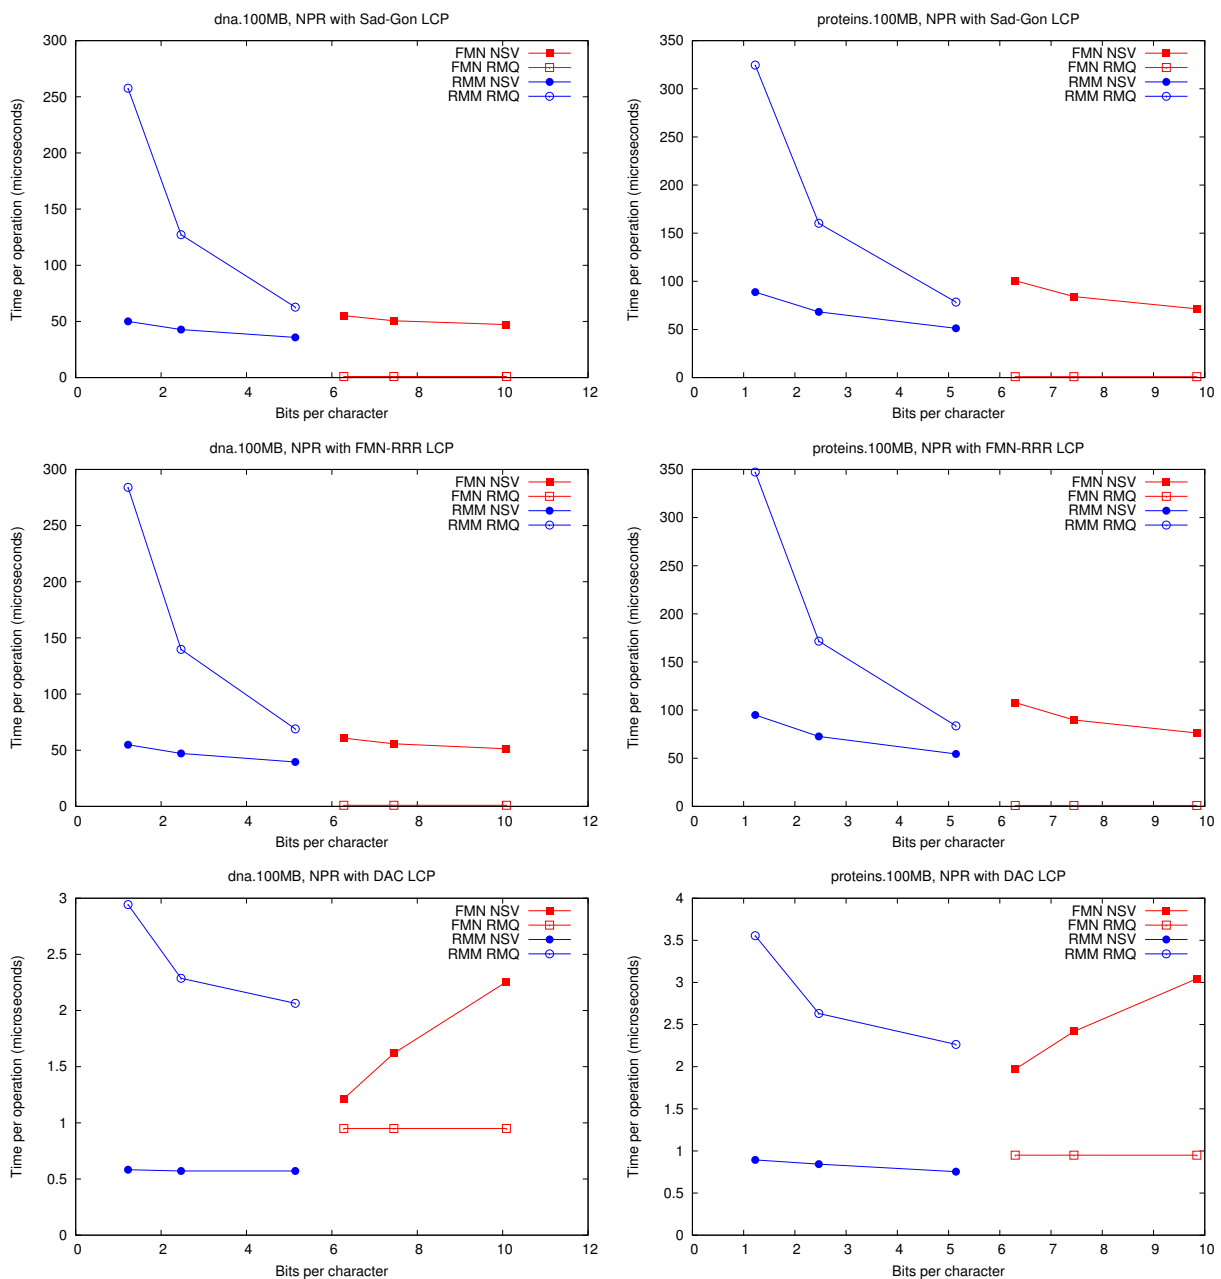 dna.100MB, NPR with Sad-Gon LCP
Time per operation (microseconds)
300
250
200
150
100
50
0
0 2 4 6 8 10 12
Bits per character
FMN NSV
FMN RMQ
RMM NSV
RMM RMQ
proteins.100MB, NPR with Sad-Gon LCP
Time per operation (microseconds)
350
300
250
200
150
100
50
0
0 1 2 3 4 5 6 7 8 9 10
Bits per character
FMN NSV
FMN RMQ
RMM NSV
RMM RMQ
dna.100MB, NPR with FMN-RRR LCP
Time per operation (microseconds)
300
250
200
150
100
50
0
0 2 4 6 8 10 12
Bits per character
FMN NSV
FMN RMQ
RMM NSV
RMM RMQ
proteins.100MB, NPR with FMN-RRR LCP
Time per operation (microseconds)
350
300
250
200
150
100
50
0
0 1 2 3 4 5 6 7 8 9 10
Bits per character
FMN NSV
FMN RMQ
RMM NSV
RMM RMQ
dna.100MB, NPR with DAC LCP
Time per operation (microseconds)
3
2.5
2
1.5
1
0.5
0
0 2 4 6 8 10 12
Bits per character
FMN NSV
FMN RMQ
RMM NSV
RMM RMQ
proteins.100MB, NPR with DAC LCP
Time per operation (microseconds)
4
3.5
3
2.5
2
1.5
1
0.5
0
0 1 2 3 4 5 6 7 8 9 10
Bits per character
FMN NSV
FMN RMQ
RMM NSV
RMM RMQ